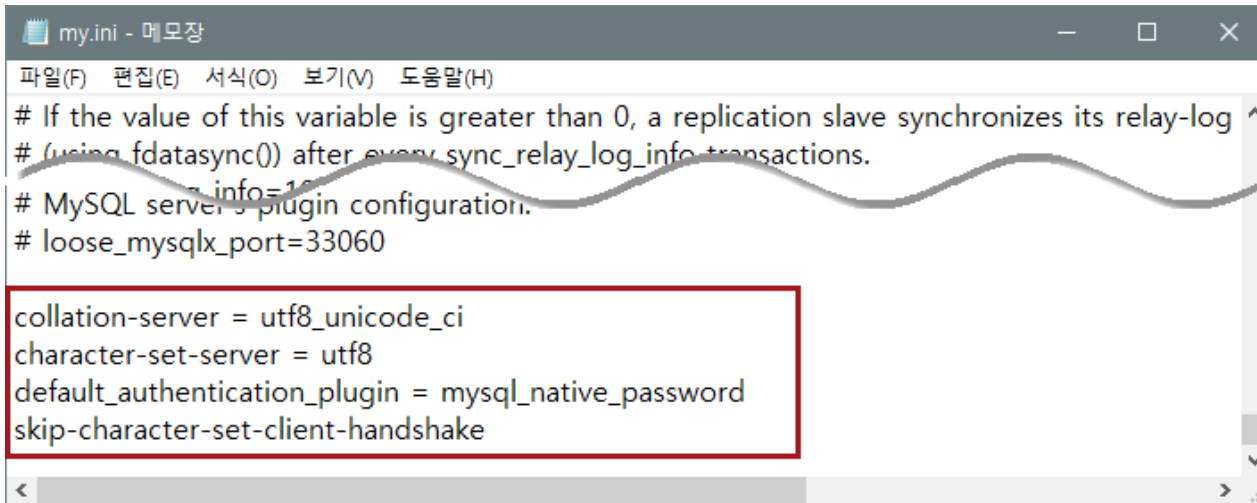 my.ini - 메모장
파일(F) 편집(E) 서식(O) 보기(V) 도움말(H)
# If the value of this variable is greater than 0, a replication slave synchronizes its relay-log
# (using fdatasync()) after every sync_relay_log_info transactions.
info=
# MySQL server's plugin configuration.
# loose_mysqlx_port=33060
collation-server = utf8_unicode_ci
character-set-server = utf8
default_authentication_plugin = mysql_native_password
skip-character-set-client-handshake